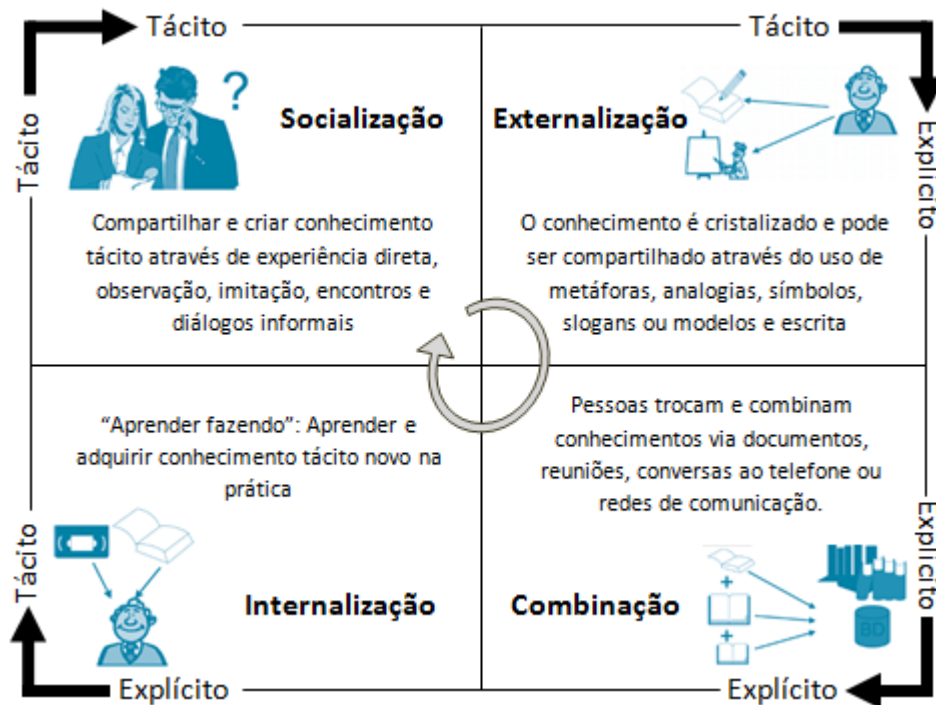 Tácito
Tácito
Tácito
?
Socialização
Compartilhar e criar conhecimento
tácito através de experiência direta,
observação, imitação, encontros e
diálogos informais
Externalização
Explícito
O conhecimento é cristalizado e pode
ser compartilhado através do uso de
metáforas, analogias, símbolos,
slogans ou modelos e escrita
“Aprender fazendo”: Aprender e
adquirir conhecimento tácito novo na
prática
Tácito
Internalização
Explícito
Pessoas trocam e combinam
conhecimentos via documentos,
reuniões, conversas ao telefone ou
redes de comunicação.
Explícito
Combinação
+
+
BD
Explícito